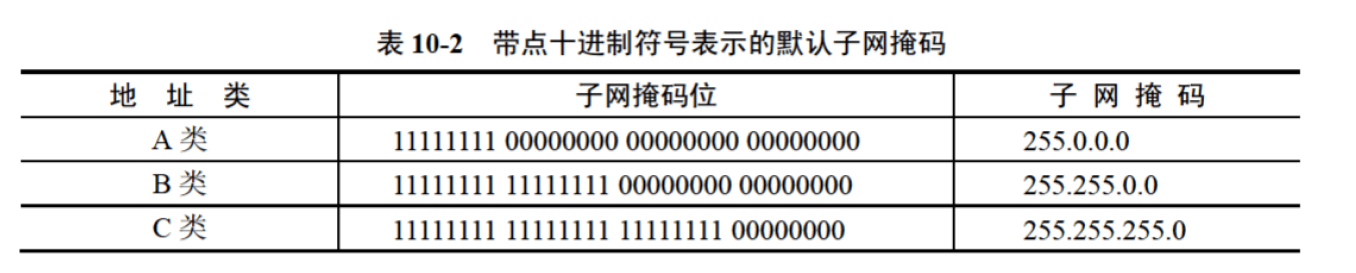 表 10-2 带点十进制符号表示的默认子网掩码
地 址 类 子网掩码位 子 网 掩 码
A 类 11111111 00000000 00000000 00000000 255.0.0.0
B 类 11111111 11111111 00000000 00000000 255.255.0.0
C 类 11111111 11111111 11111111 00000000 255.255.255.0